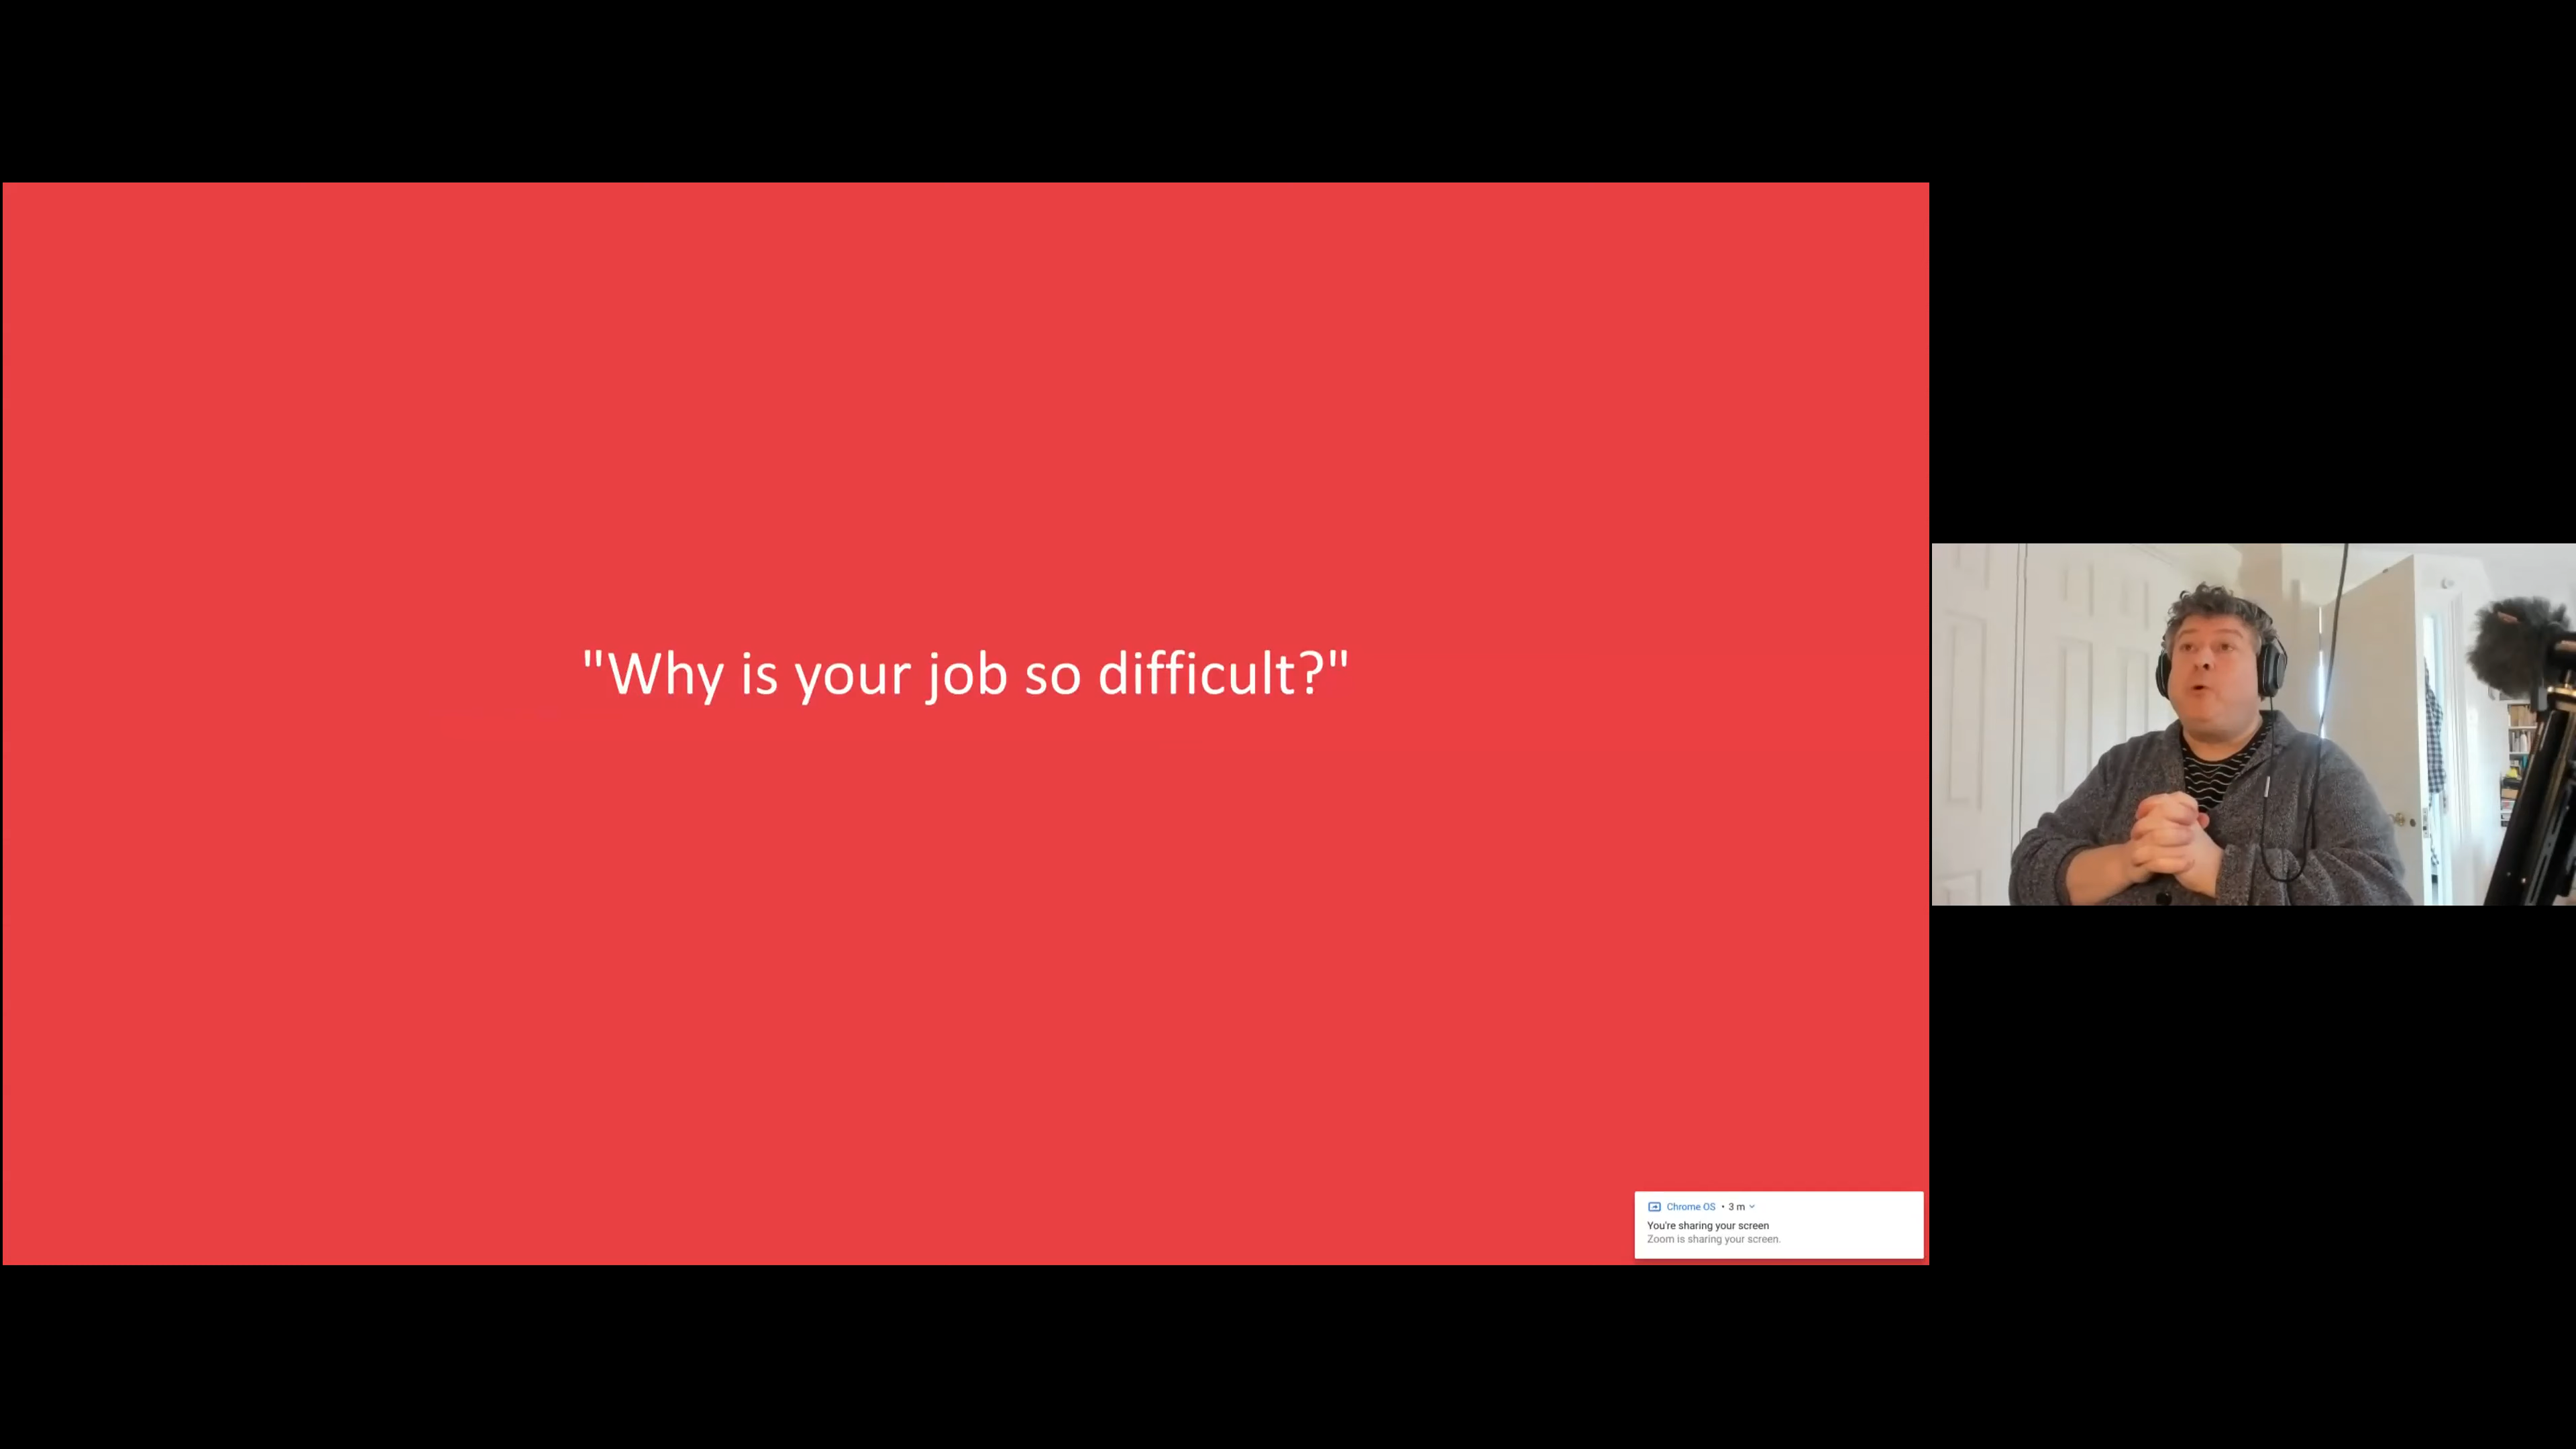 "Why is your job so difficult?"
Chrome OS • 3 m
You're sharing your screen
Zoom is sharing your screen.